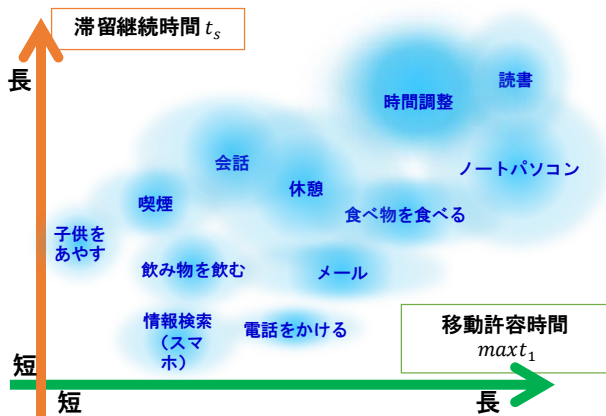 滞留継続時間 tₛ
長
時間調整
読書
会話
ノートパソコン
休憩
喫煙
食べ物を食べる
子供を
あやす
飲み物を飲む
メール
情報検索
（スマ
ホ）
電話をかける
移動許容時間
maxt₁
短
短
長